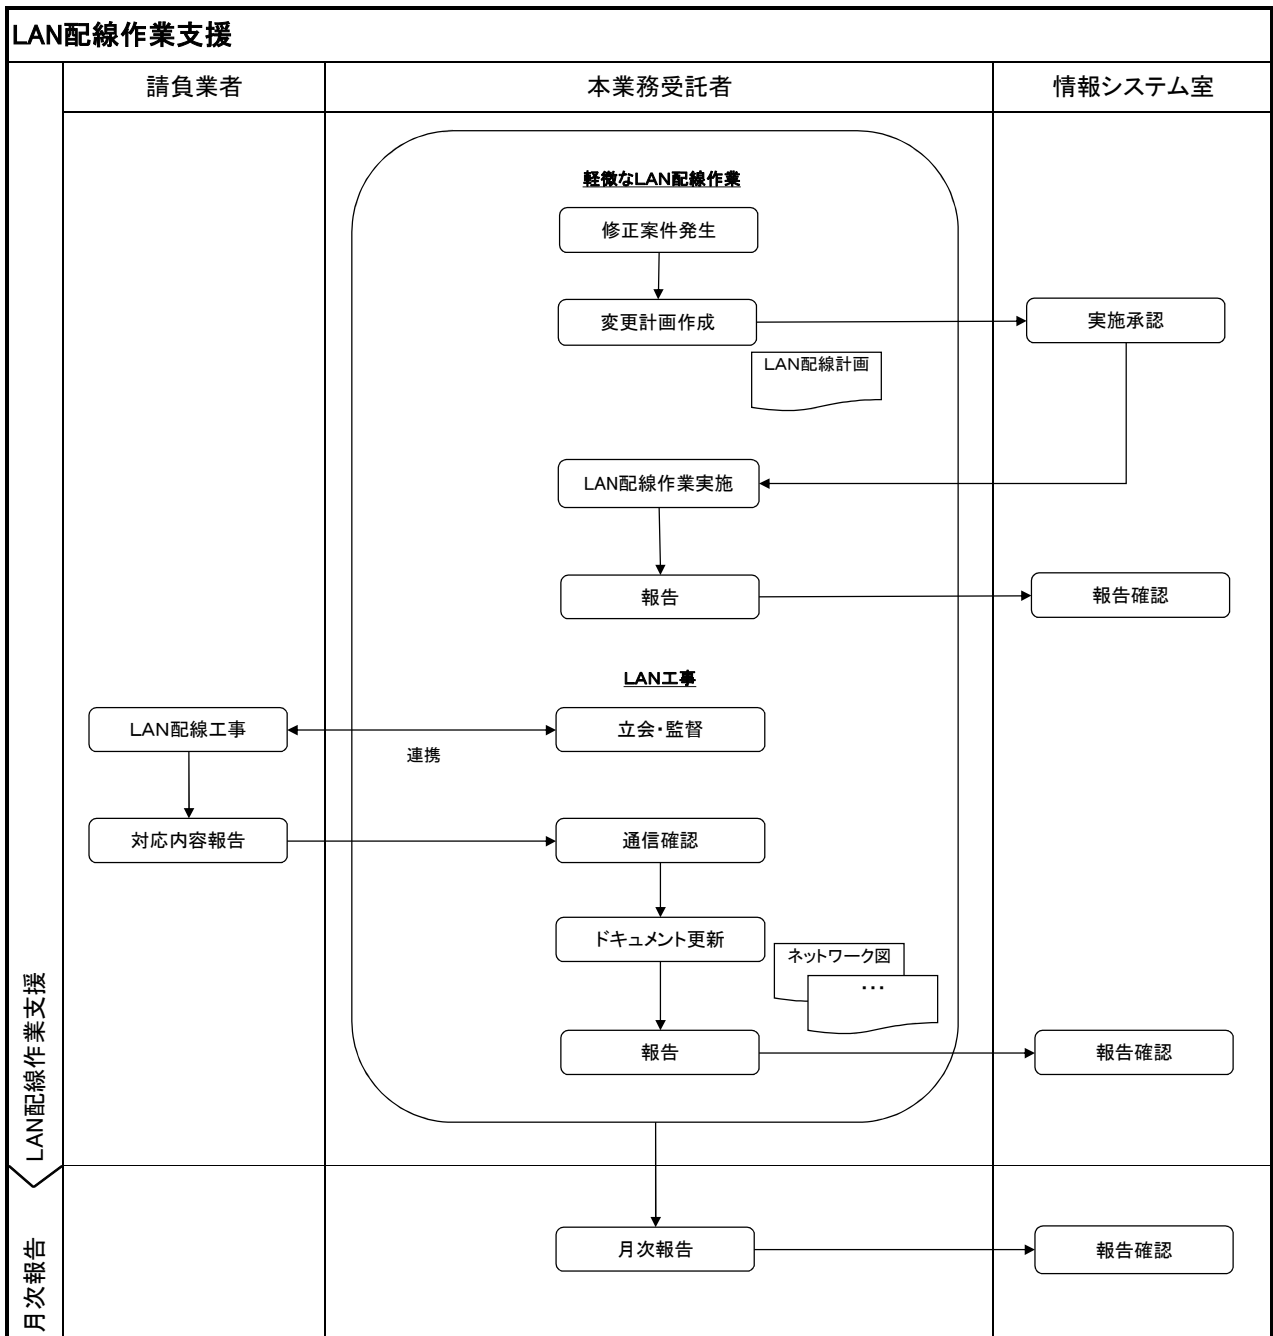 LAN配線作業支援
請負業者
本業務受託者
情報システム室
軽微なLAN配線作業
修正案件発生
変更計画作成
実施承認
LAN配線計画
LAN配線作業実施
報告
報告確認
LAN工事
LAN配線工事
立会・監督
連携
対応内容報告
通信確認
ドキュメント更新
ネットワーク図
・・・
報告
報告確認
LAN配線作業支援
月次報告
報告確認
月次報告